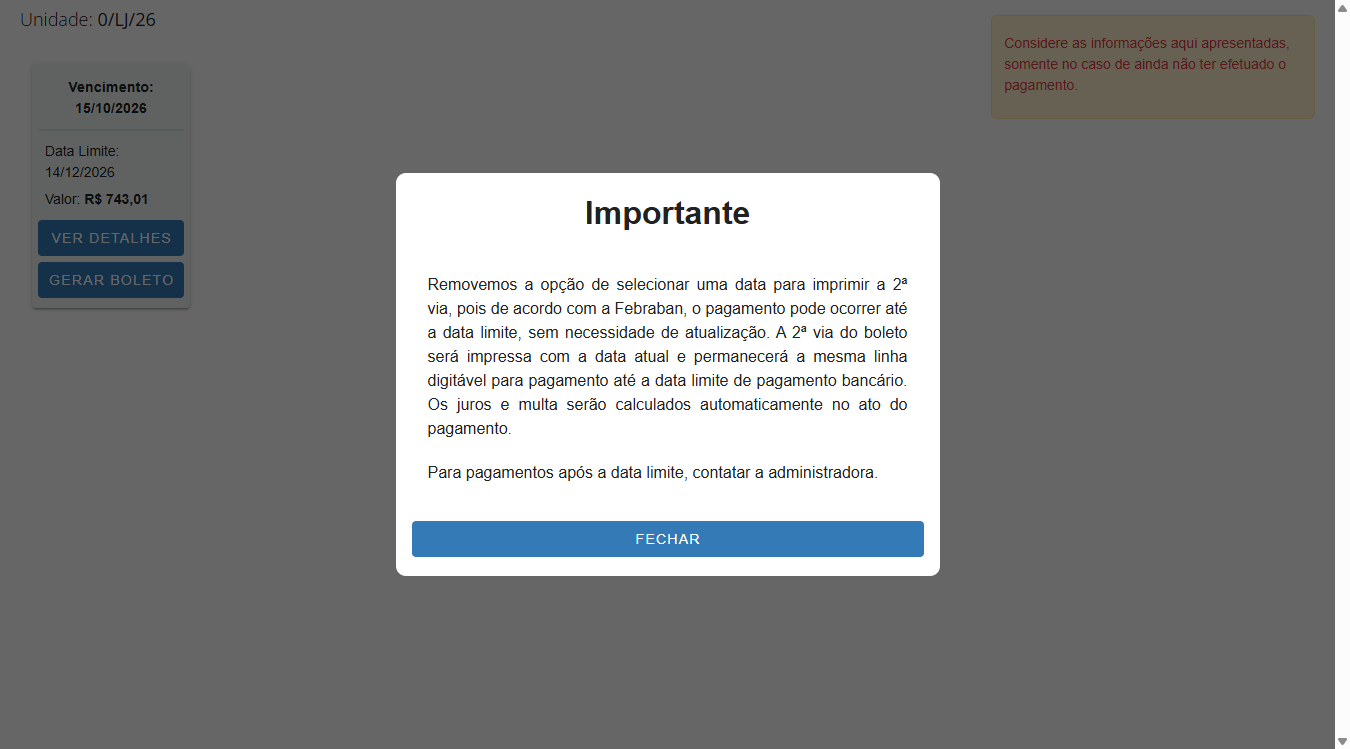 Unidade: 0/LJ/26
Considere as informações aqui apresentadas,
somente no caso de ainda não ter efetuado o
pagamento.
Vencimento:
15/10/2026
Data Limite:
14/12/2026
Valor: R$ 743,01
VER DETALHES
GERAR BOLETO
Importante
Removemos a opção de selecionar uma data para imprimir a 2ª
via, pois de acordo com a Febraban, o pagamento pode ocorrer até
a data limite, sem necessidade de atualização. A 2ª via do boleto
será impressa com a data atual e permanecerá a mesma linha
digitável para pagamento até a data limite de pagamento bancário.
Os juros e multa serão calculados automaticamente no ato do
pagamento.
Para pagamentos após a data limite, contatar a administradora.
FECHAR